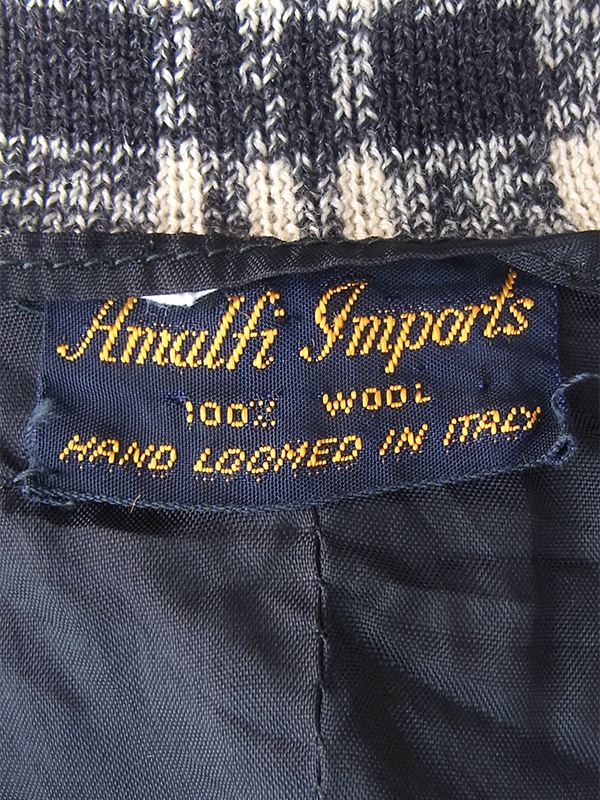 Amalfi Imports
100% WOOL
HAND LOOMED IN ITALY